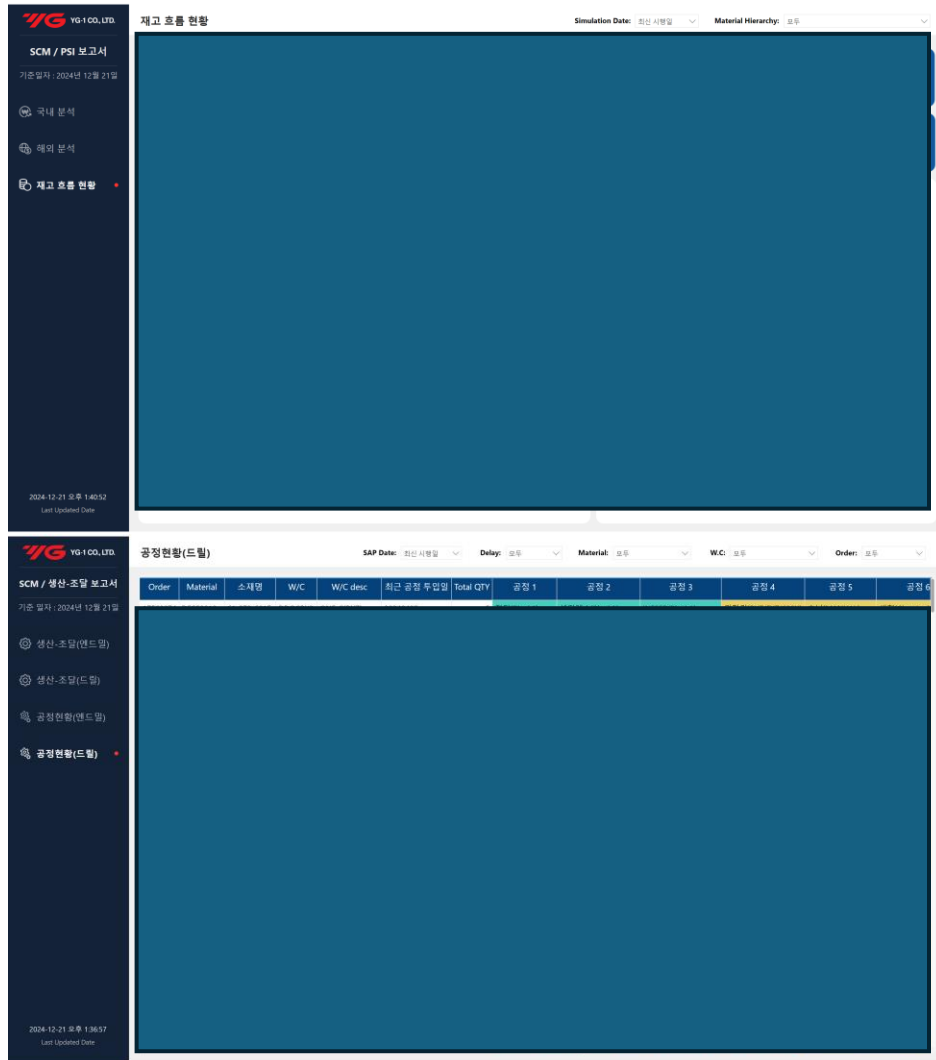 YG YG-1 CO., LTD.
재고 흐름 현황
Simulation Date: 최신 시행일
Material Hierarchy: 모두
SCM / PSI 보고서
기준일자 : 2024년 12월 21일
국내 분석
해외 분석
재고 흐름 현황
2024-12-21 오후 1:40:52
Last Updated Date
YG YG-1 CO., LTD.
공정현황(드릴)
SAP Date: 최신 시행일
Delay: 모두
Material: 모두
W.C: 모두
Order: 모두
SCM / 생산-조달 보고서
기준 일자 : 2024년 12월 21일
Order Material 소재명 W/C W/C desc 최근 공정 투입일 Total QTY 공정 1 공정 2 공정 3 공정 4 공정 5 공정 6
생산-조달(엔드밀)
생산-조달(드릴)
공정현황(엔드밀)
공정현황(드릴)
2024-12-21 오후 1:36:57
Last Updated Date